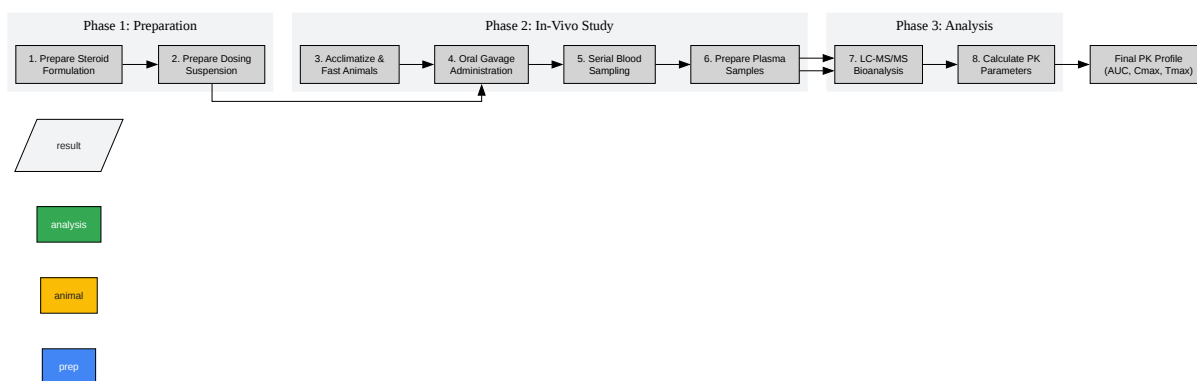 Phase 1: Preparation
Phase 2: In-Vivo Study
Phase 3: Analysis
1. Prepare Steroid
Formulation
2. Prepare Dosing
Suspension
3. Acclimatize &
Fast Animals
4. Oral Gavage
Administration
5. Serial Blood
Sampling
6. Prepare Plasma
Samples
7. LC-MS/MS
Bioanalysis
8. Calculate PK
Parameters
Final PK Profile
(AUC, Cmax, Tmax)
result
analysis
animal
prep